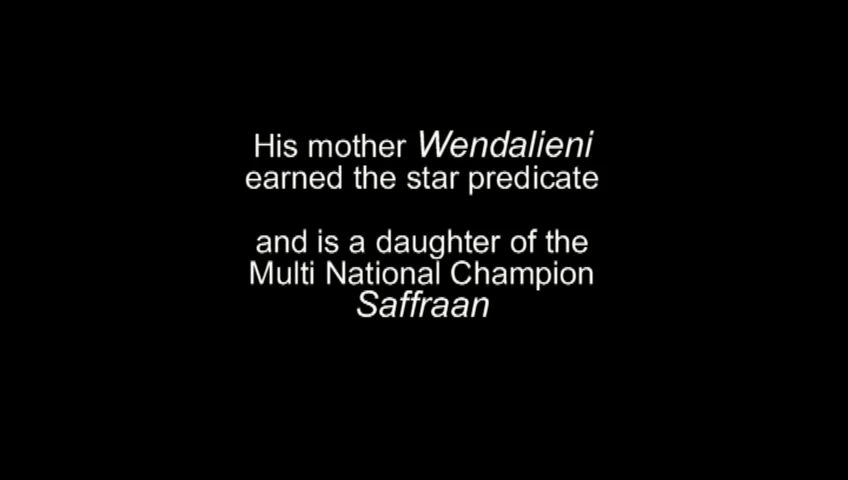 His mother Wendalieni
earned the star predicate
and is a daughter of the
Multi National Champion
Saffraan